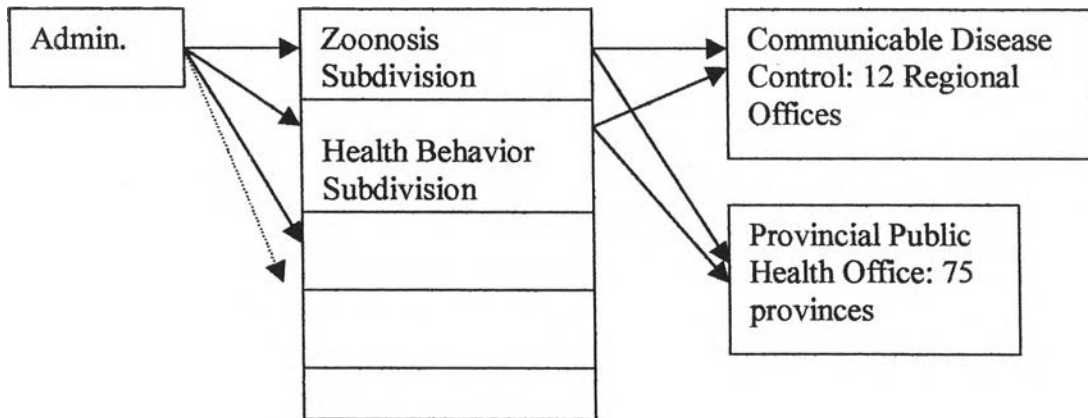 Admin.
Zoonosis
Subdivision
Health Behavior
Subdivision
Communicable Disease
Control: 12 Regional
Offices
Provincial Public
Health Office: 75
provinces